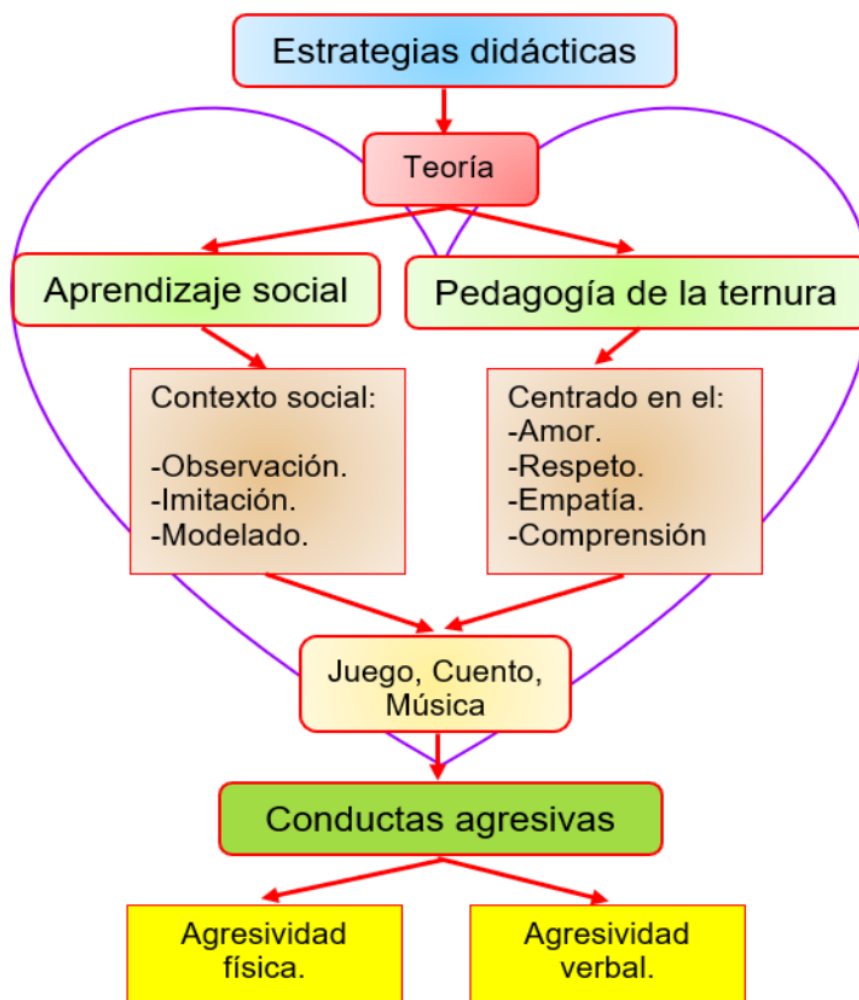 Estrategias didácticas
Teoría
Aprendizaje social
Pedagogía de la ternura
Contexto social:
-Observación.
-Imitación.
-Modelado.
Centrado en el:
-Amor.
-Respeto.
-Empatía.
-Comprensión
Juego, Cuento,
Música
Conductas agresivas
Agresividad
física.
Agresividad
verbal.